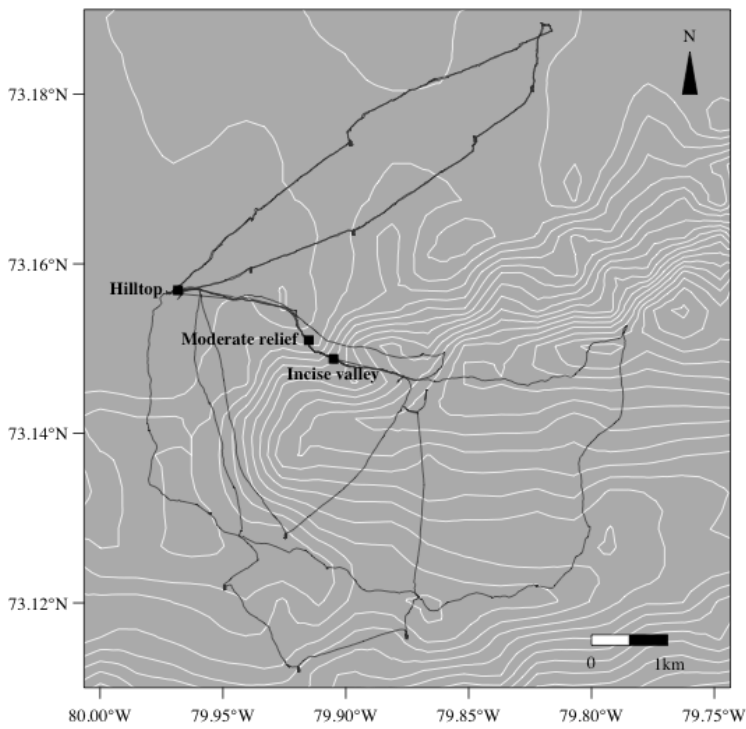 N
73.18°N
73.16°N
Hilltop
Moderate relief
Incise valley
73.14°N
73.12°N
0
1km
80.00°W
79.95°W
79.90°W
79.85°W
79.80°W
79.75°W